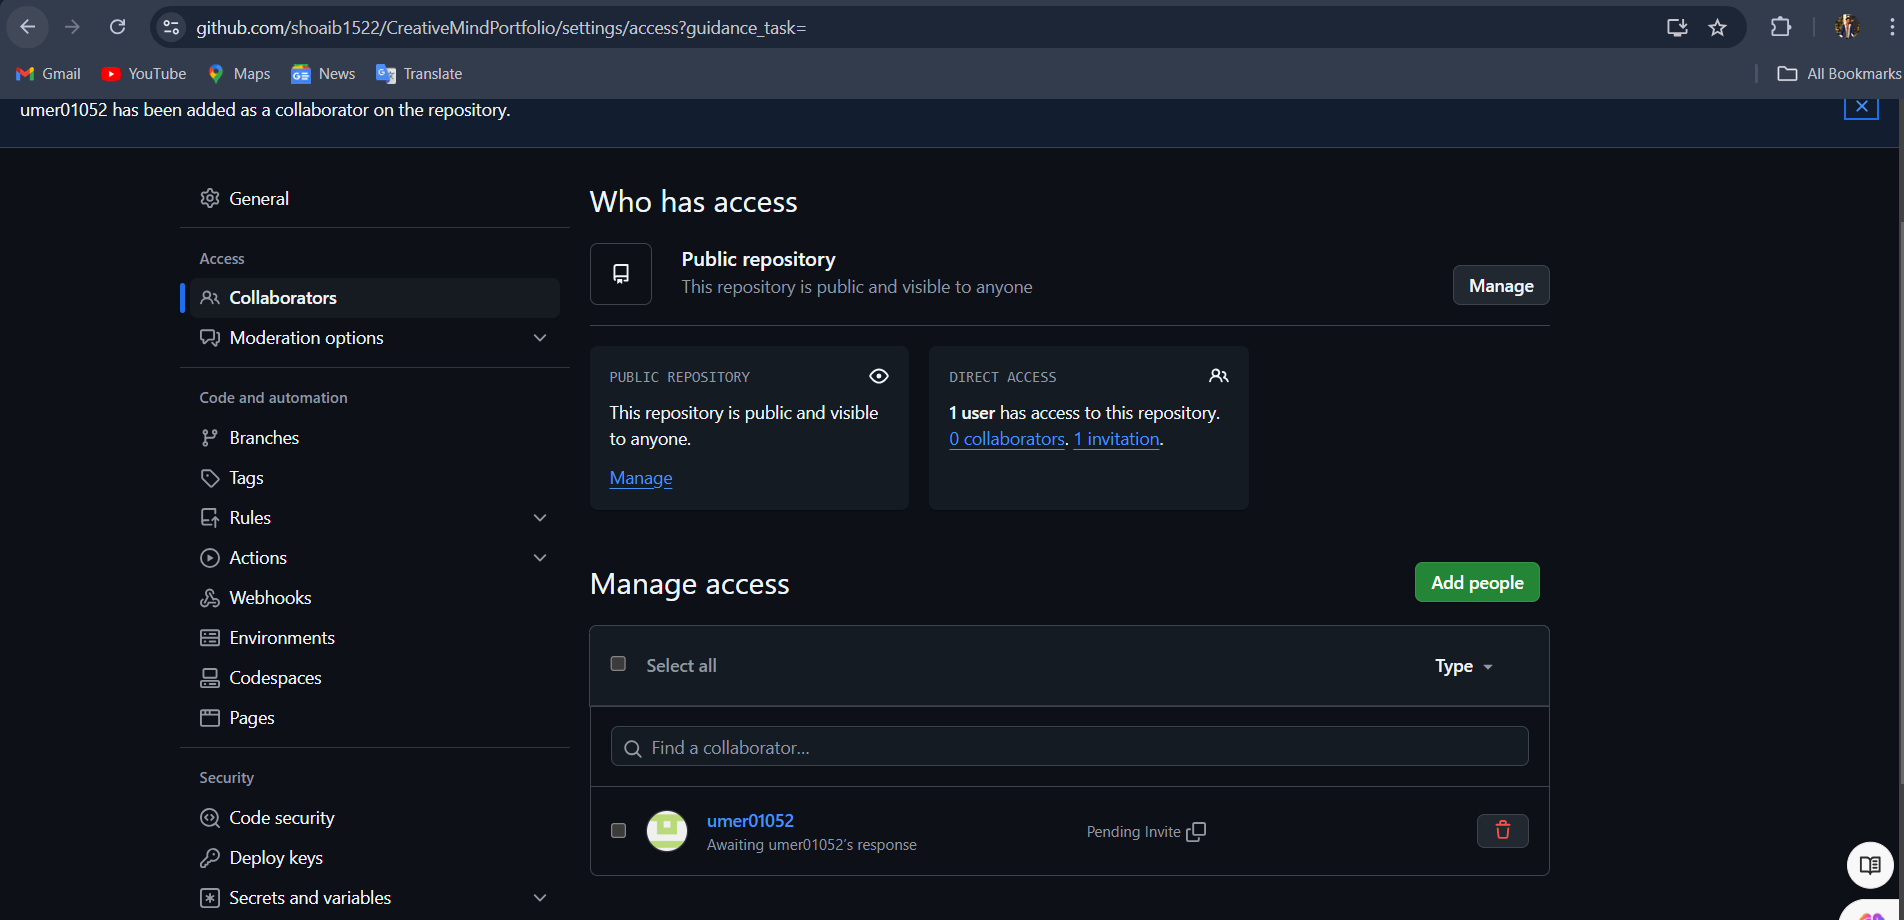 github.com/shoaib1522/CreativeMindPortfolio/settings/access?guidance_task=
Gmail YouTube Maps News Translate All Bookmarks
umer01052 has been added as a collaborator on the repository.
General
Access
Collaborators
Moderation options
Code and automation
Branches
Tags
Rules
Actions
Webhooks
Environments
Codespaces
Pages
Security
Code security
Deploy keys
Secrets and variables
Who has access
Public repository
This repository is public and visible to anyone
Manage
PUBLIC REPOSITORY
This repository is public and visible
to anyone.
Manage
DIRECT ACCESS
1 user has access to this repository.
0 collaborators. 1 invitation.
Manage access
Add people
Select all
Type
Find a collaborator...
umer01052
Awaiting umer01052's response
Pending Invite